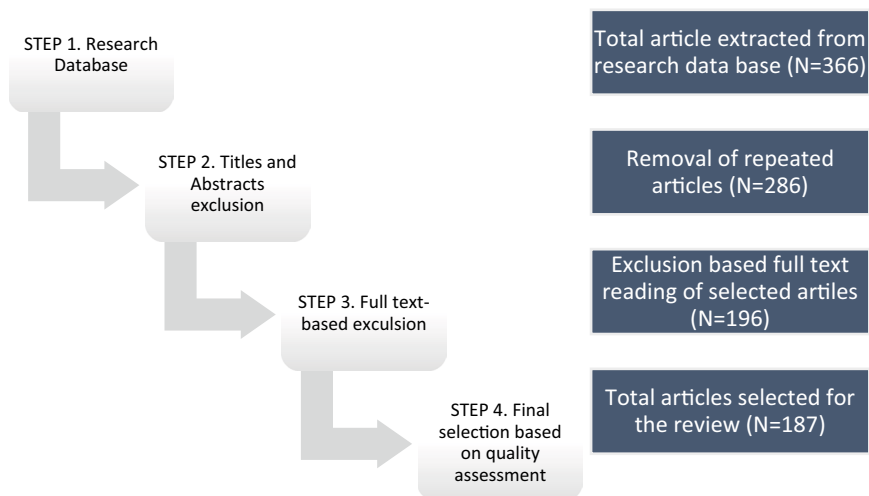 STEP 1. Research
Database
Total article extracted from
research data base (N=366)
STEP 2. Titles and
Abstracts
exclusion
Removal of repeated
articles (N=286)
STEP 3. Full text-
based exculsion
Exclusion based full text
reading of selected artiles
(N=196)
STEP 4. Final
selection based
on quality
assessment
Total articles selected for
the review (N=187)